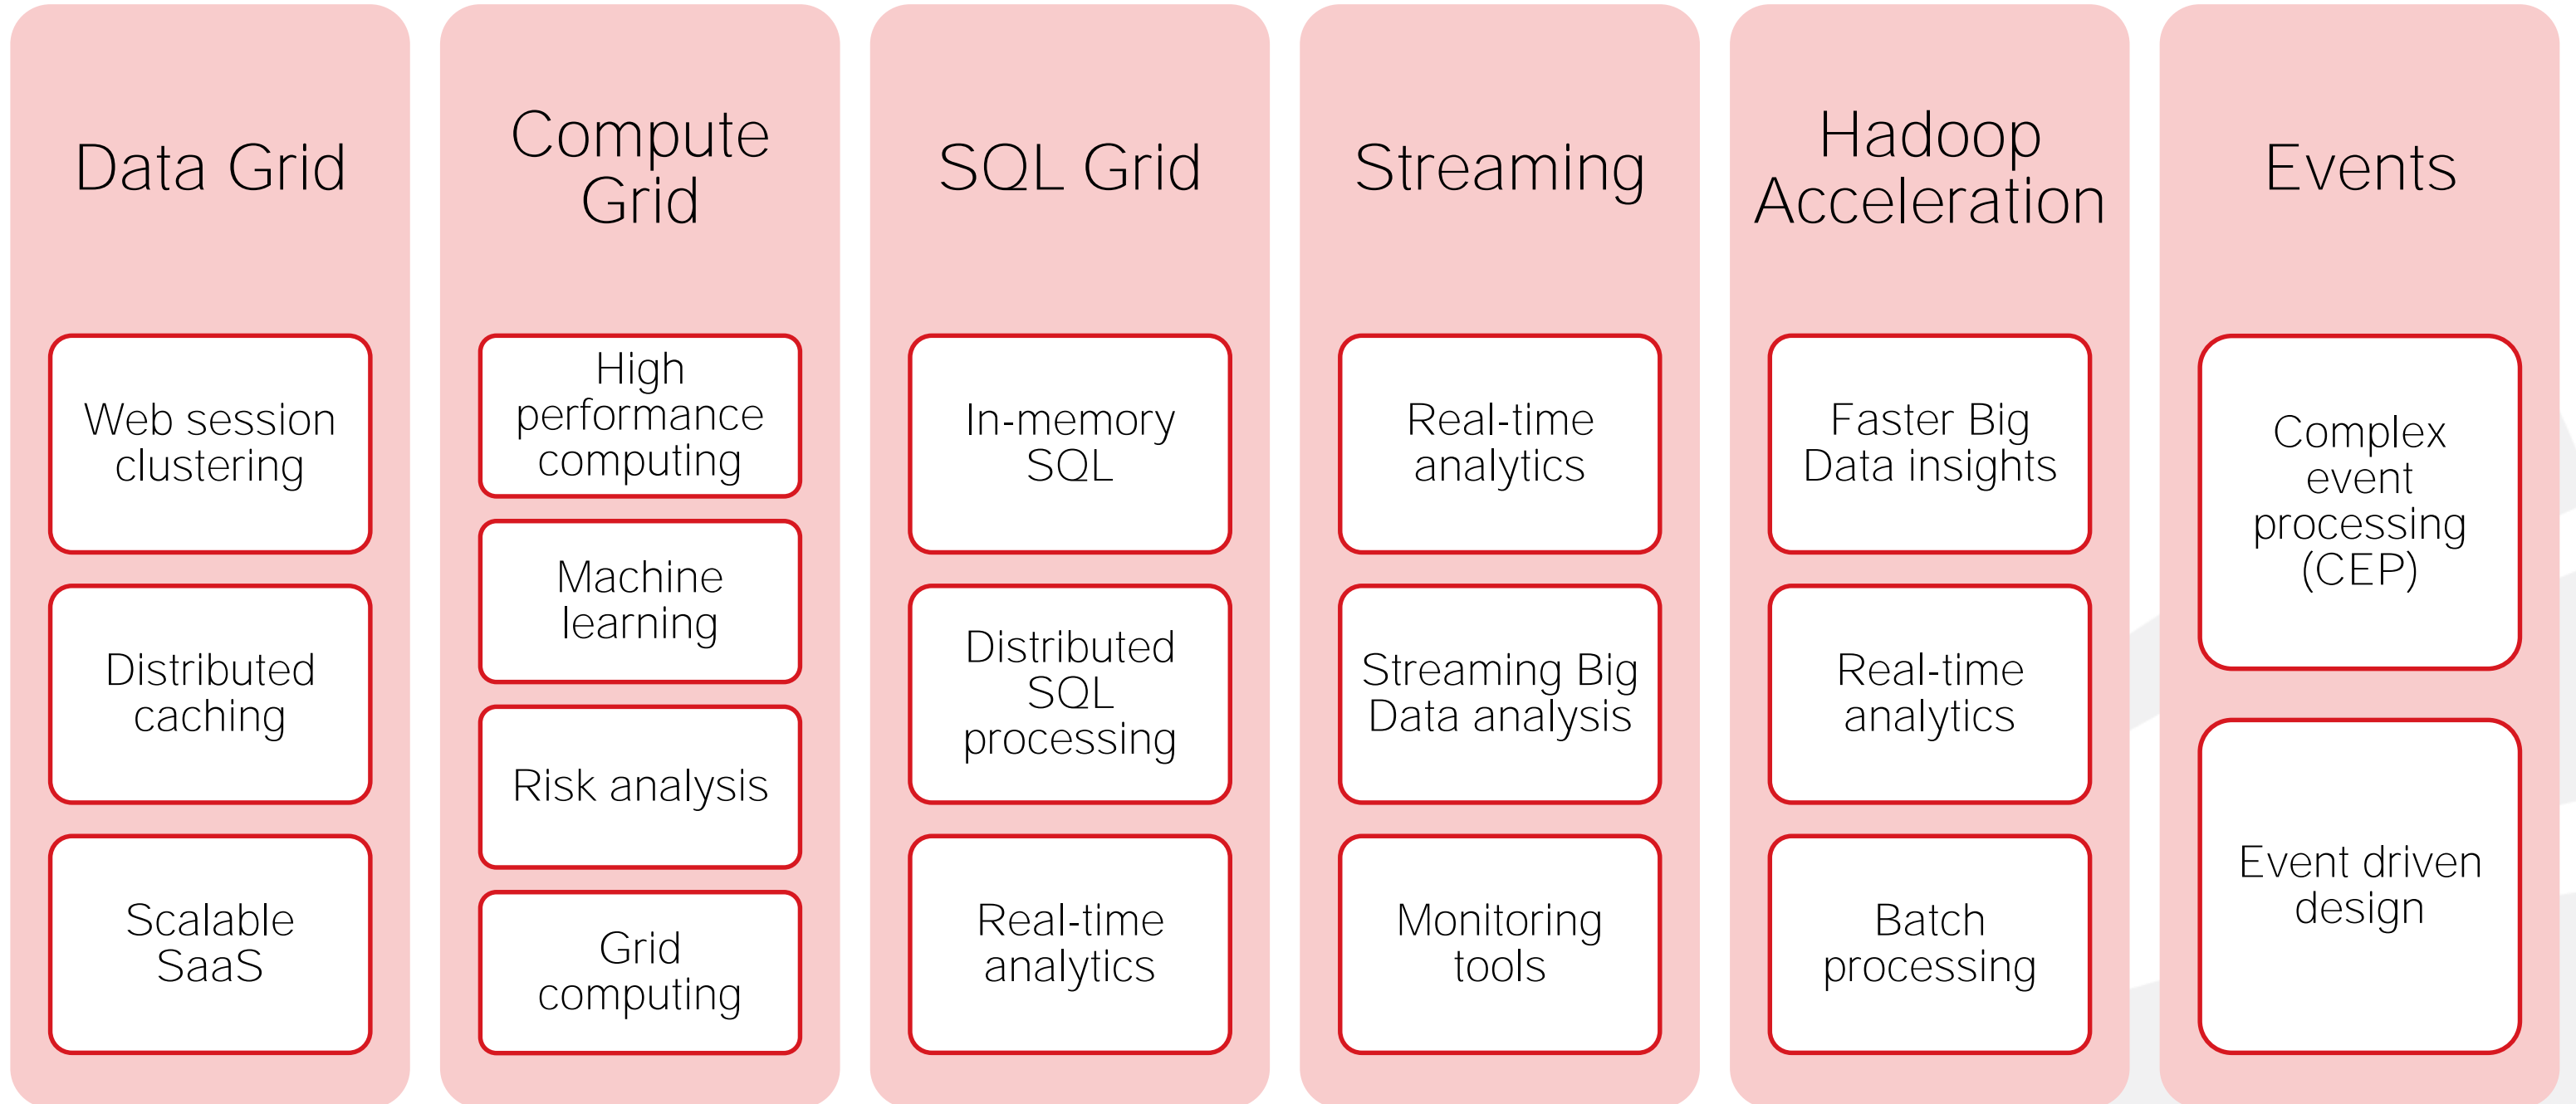 Data Grid
Web session
clustering
Distributed
caching
Scalable
SaaS
Compute
Grid
High
performance
computing
Machine
learning
Risk analysis
Grid
computing
SQL Grid
In-memory
SQL
Distributed
SQL
processing
Real-time
analytics
Streaming
Real-time
analytics
Streaming Big
Data analysis
Monitoring
tools
Hadoop
Acceleration
Faster Big
Data insights
Real-time
analytics
Batch
processing
Events
Complex
event
processing
(CEP)
Event driven
design